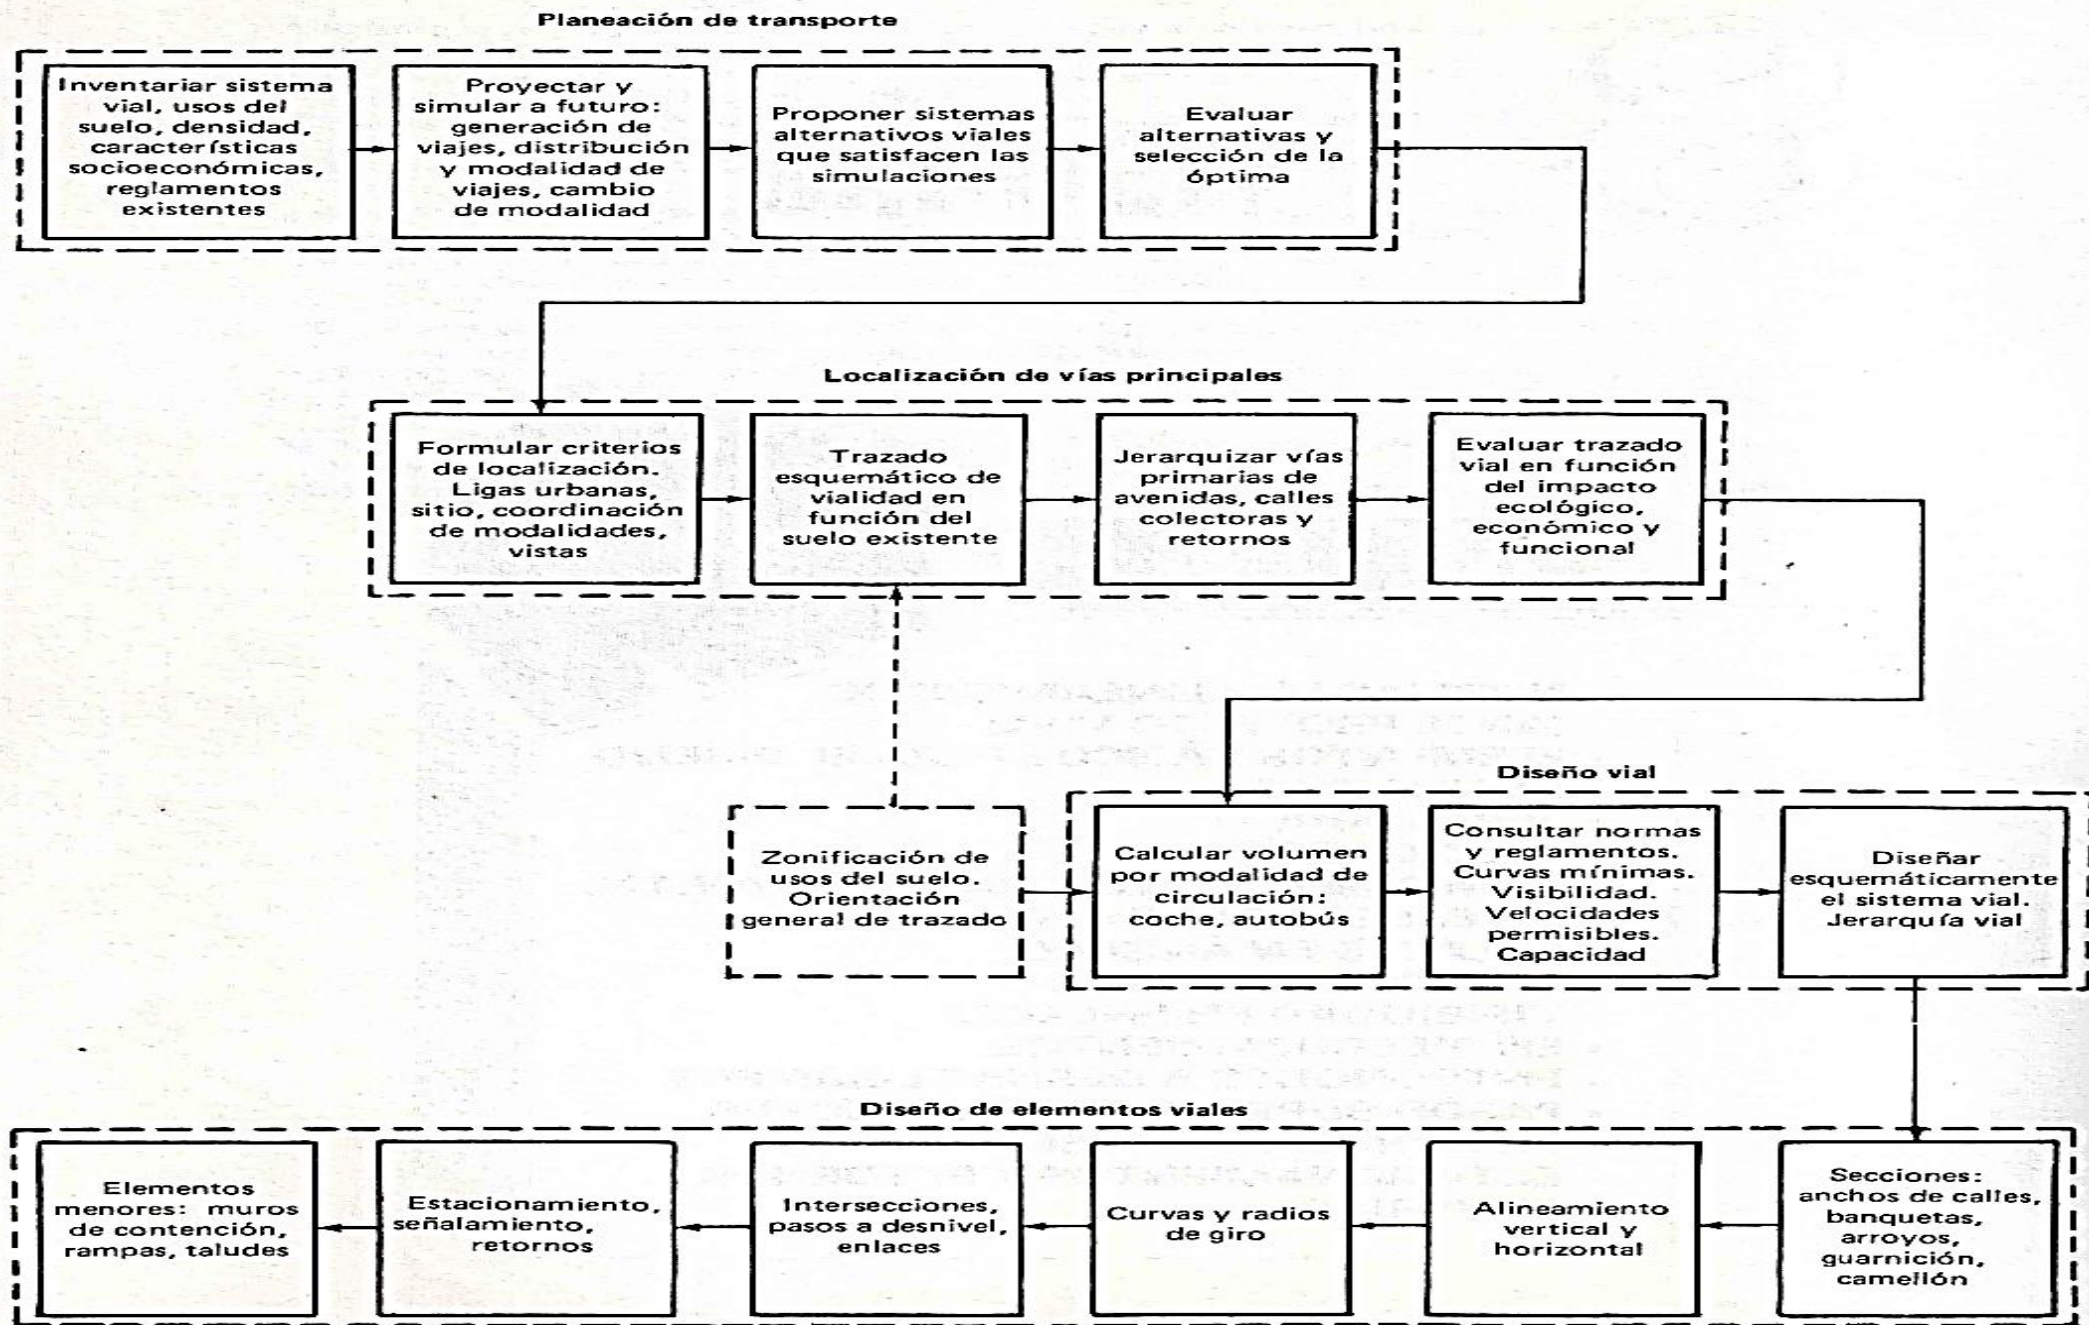 Planeación de transporte
Inventariar sistema
vial, usos del
suelo, densidad,
características
socioeconómicas,
reglamentos
existentes
Proyectar y
simular a futuro:
generación de
viajes, distribución
y modalidad de
viajes, cambio
de modalidad
Proponer sistemas
alternativos viales
que satisfacen las
simulaciones
Evaluar
alternativas y
selección de la
óptima
Localización de vías principales
Formular criterios
de localización.
Ligas urbanas,
sitio, coordinación
de modalidades,
vistas
Trazado
esquemático de
vialidad en
función del
suelo existente
Jerarquizar vías
primarias de
avenidas, calles
colectoras y
retornos
Evaluar trazado
vial en función
del impacto
ecológico,
económico y
funcional
Diseño vial
Zonificación de
usos del suelo.
Orientación
general de trazado
Calcular volumen
por modalidad de
circulación:
coche, autobús
Consultar normas
y reglamentos.
Curvas mínimas.
Visibilidad.
Velocidades
permisibles.
Capacidad
Diseñar
esquemáticamente
el sistema vial.
Jerarquía vial
Diseño de elementos viales
Elementos
menores: muros
de contención,
rampas, taludes
Estacionamiento,
señalamiento,
retornos
Intersecciones,
pasos a desnivel,
enlaces
Curvas y radios
de giro
Alineamiento
vertical y
horizontal
Secciones:
anchos de calles,
banquetas,
arroyos,
guarnición,
camellón